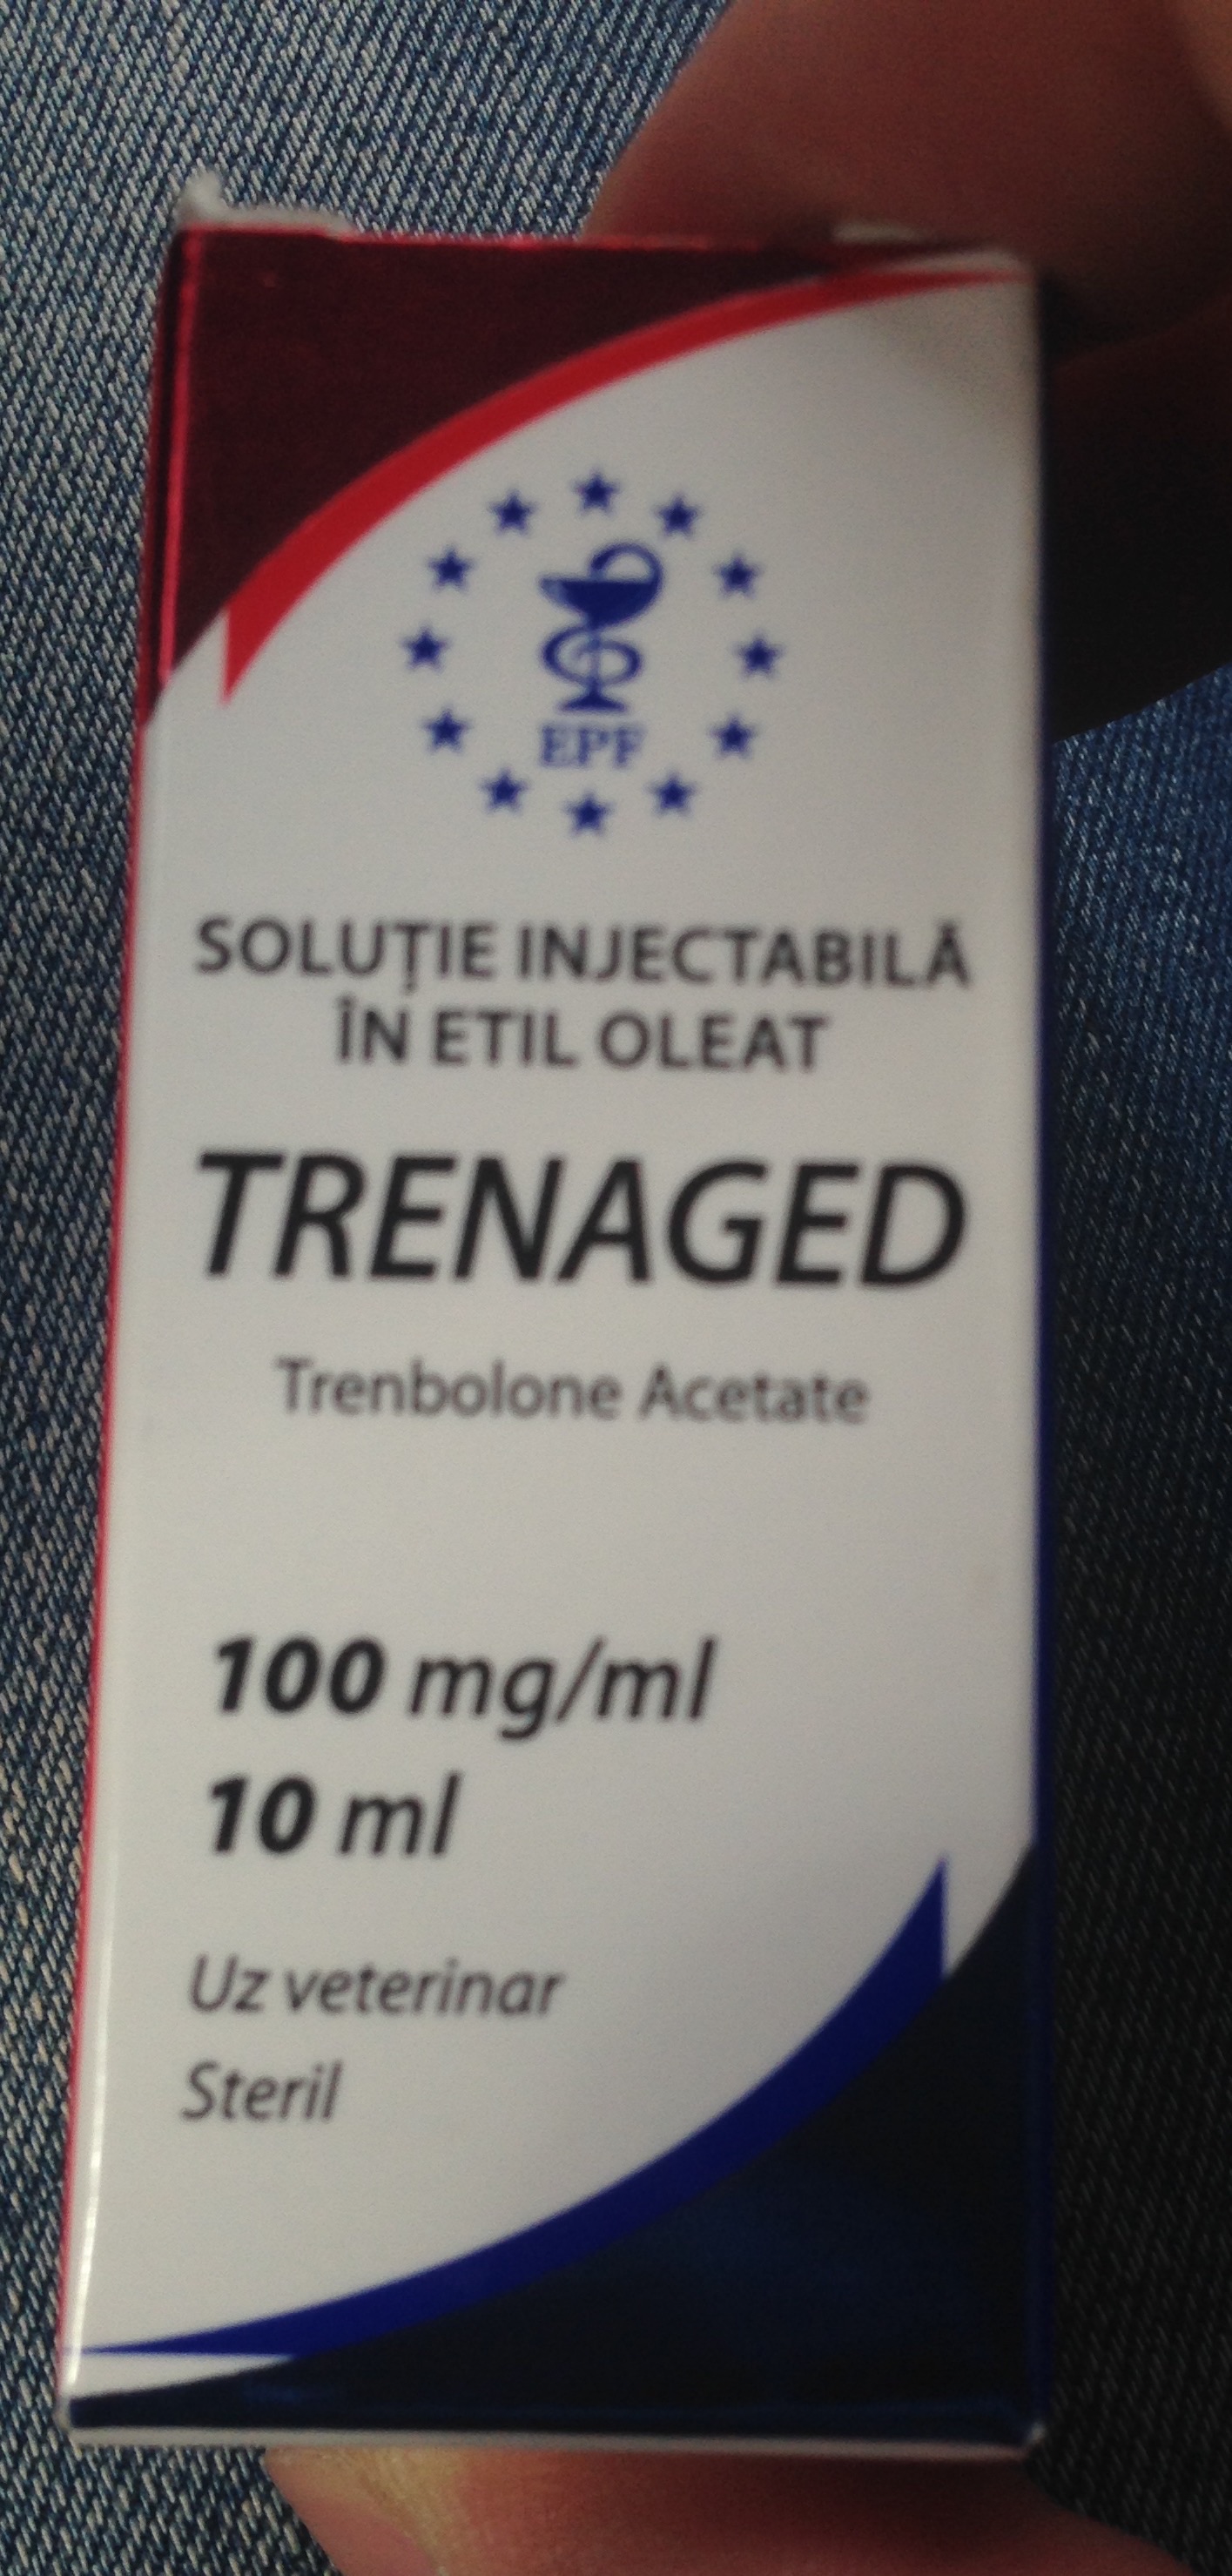 EPF
SOLUȚIE INJECTABILĂ
ÎN ETIL OLEAT
TRENAGED
Trenbolone Acetate
100 mg/ml
10 ml
Uz veterinar
Steril